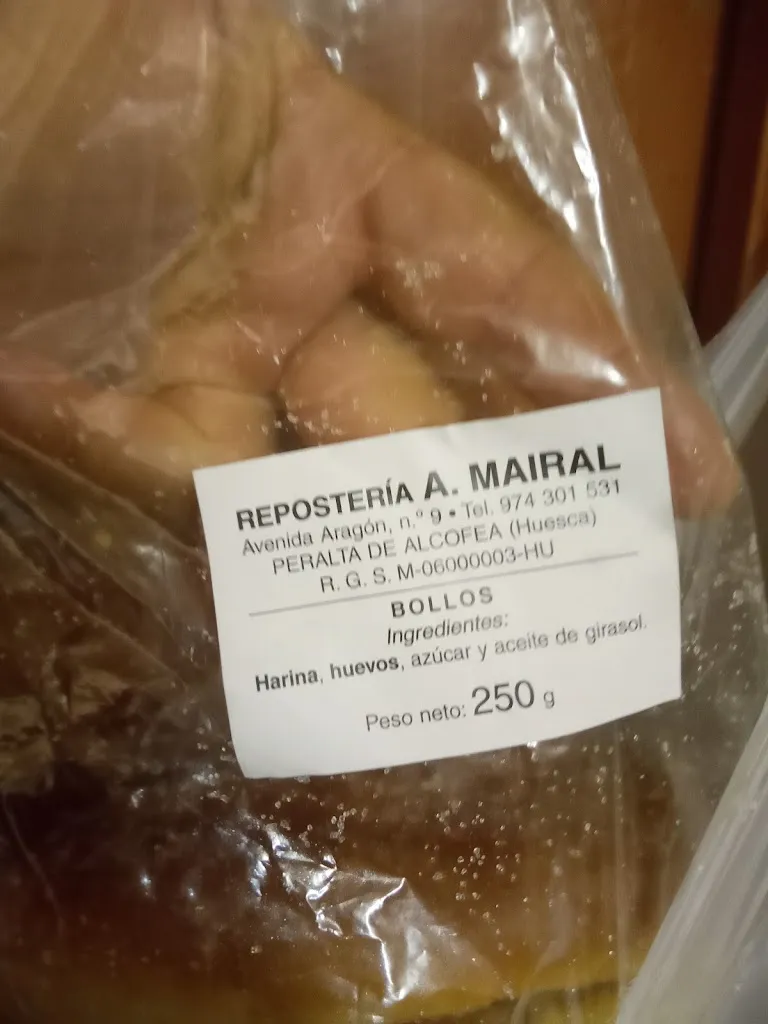 REPOSTERÍA A. MAIRAL
Avenida Aragón, n.º 9 • Tel. 974 301 531
PERALTA DE ALCOFEA (Huesca)
R. G. S. M-06000003-HU
BOLLOS
Ingredientes:
Harina, huevos, azúcar y aceite de girasol.
Peso neto: 250 g